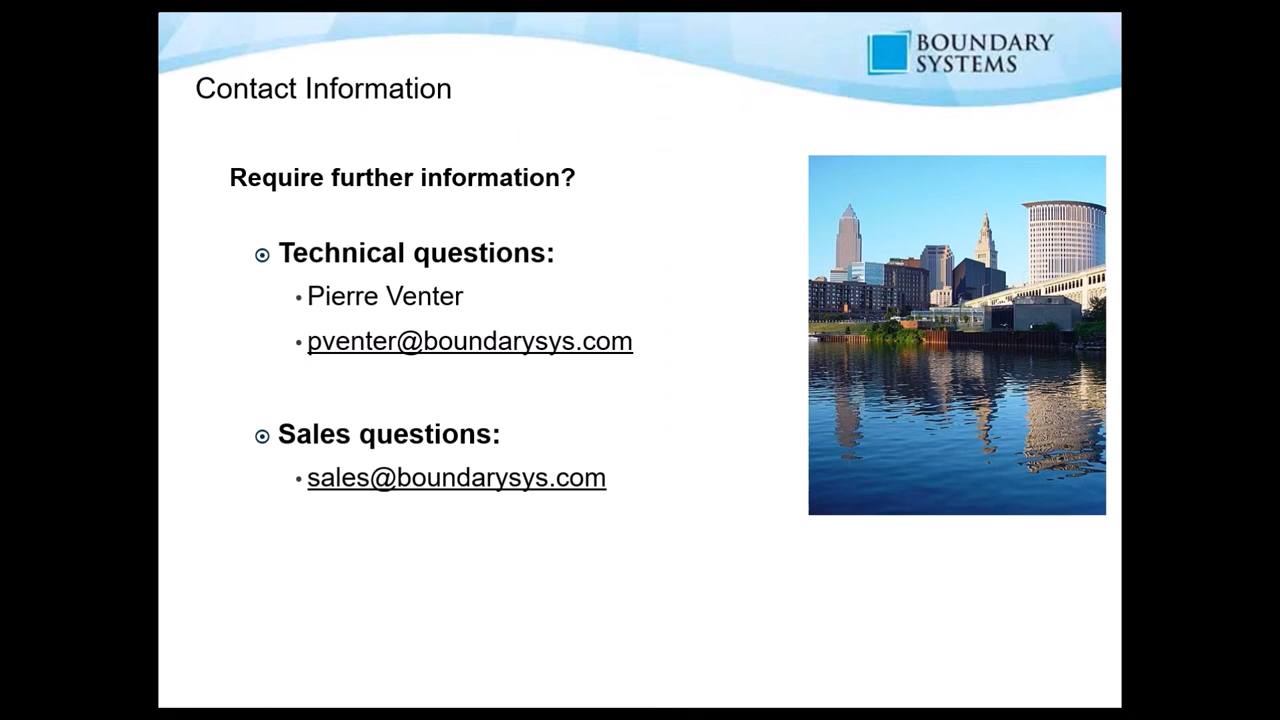 BOUNDARY
SYSTEMS
Contact Information
Require further information?
Technical questions:
Pierre Venter
pventer@boundarysys.com
Sales questions:
sales@boundarysys.com